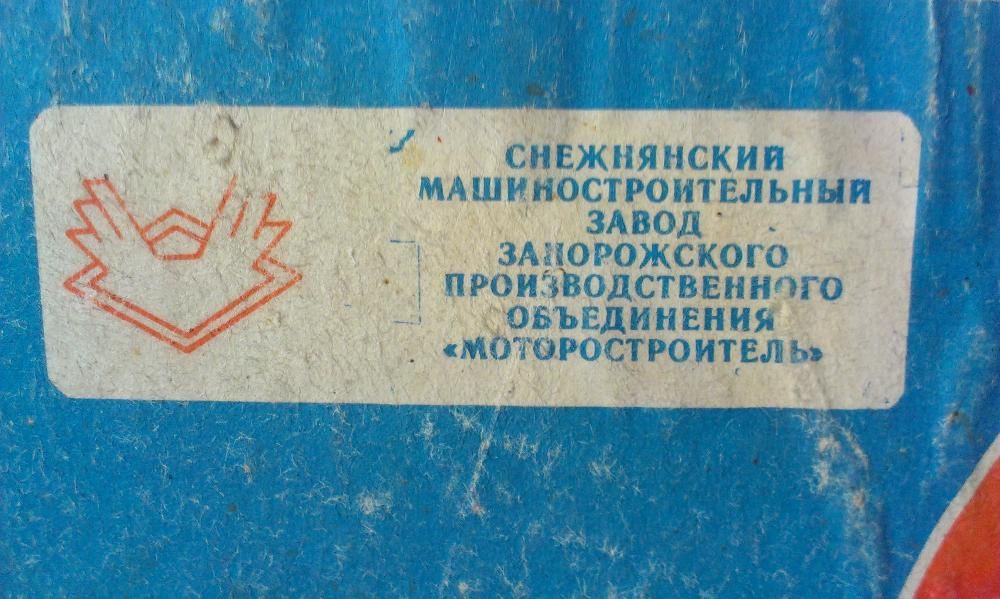 СНЕЖНЯНСКИЙ
МАШИНОСТРОИТЕЛЬНЫЙ
ЗАВОД
ЗАПОРОЖСКОГО
ПРОИЗВОДСТВЕННОГО
ОБЪЕДИНЕНИЯ
«МОТОРОСТРОИТЕЛЬ»